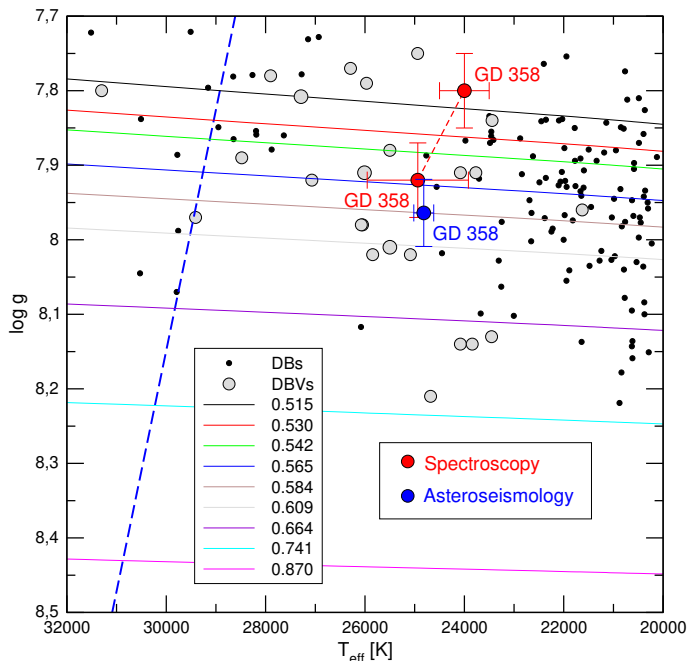 7,7
7,8
7,9
8
8,1
8,2
8,3
8,4
8,5
log g
GD 358
GD 358
GD 358
DBs
DBVs
0.515
0.530
0.542
0.565
0.584
0.609
0.664
0.741
0.870
Spectroscopy
Asteroseismology
32000 30000 28000 26000 24000 22000 20000
T_eff [K]